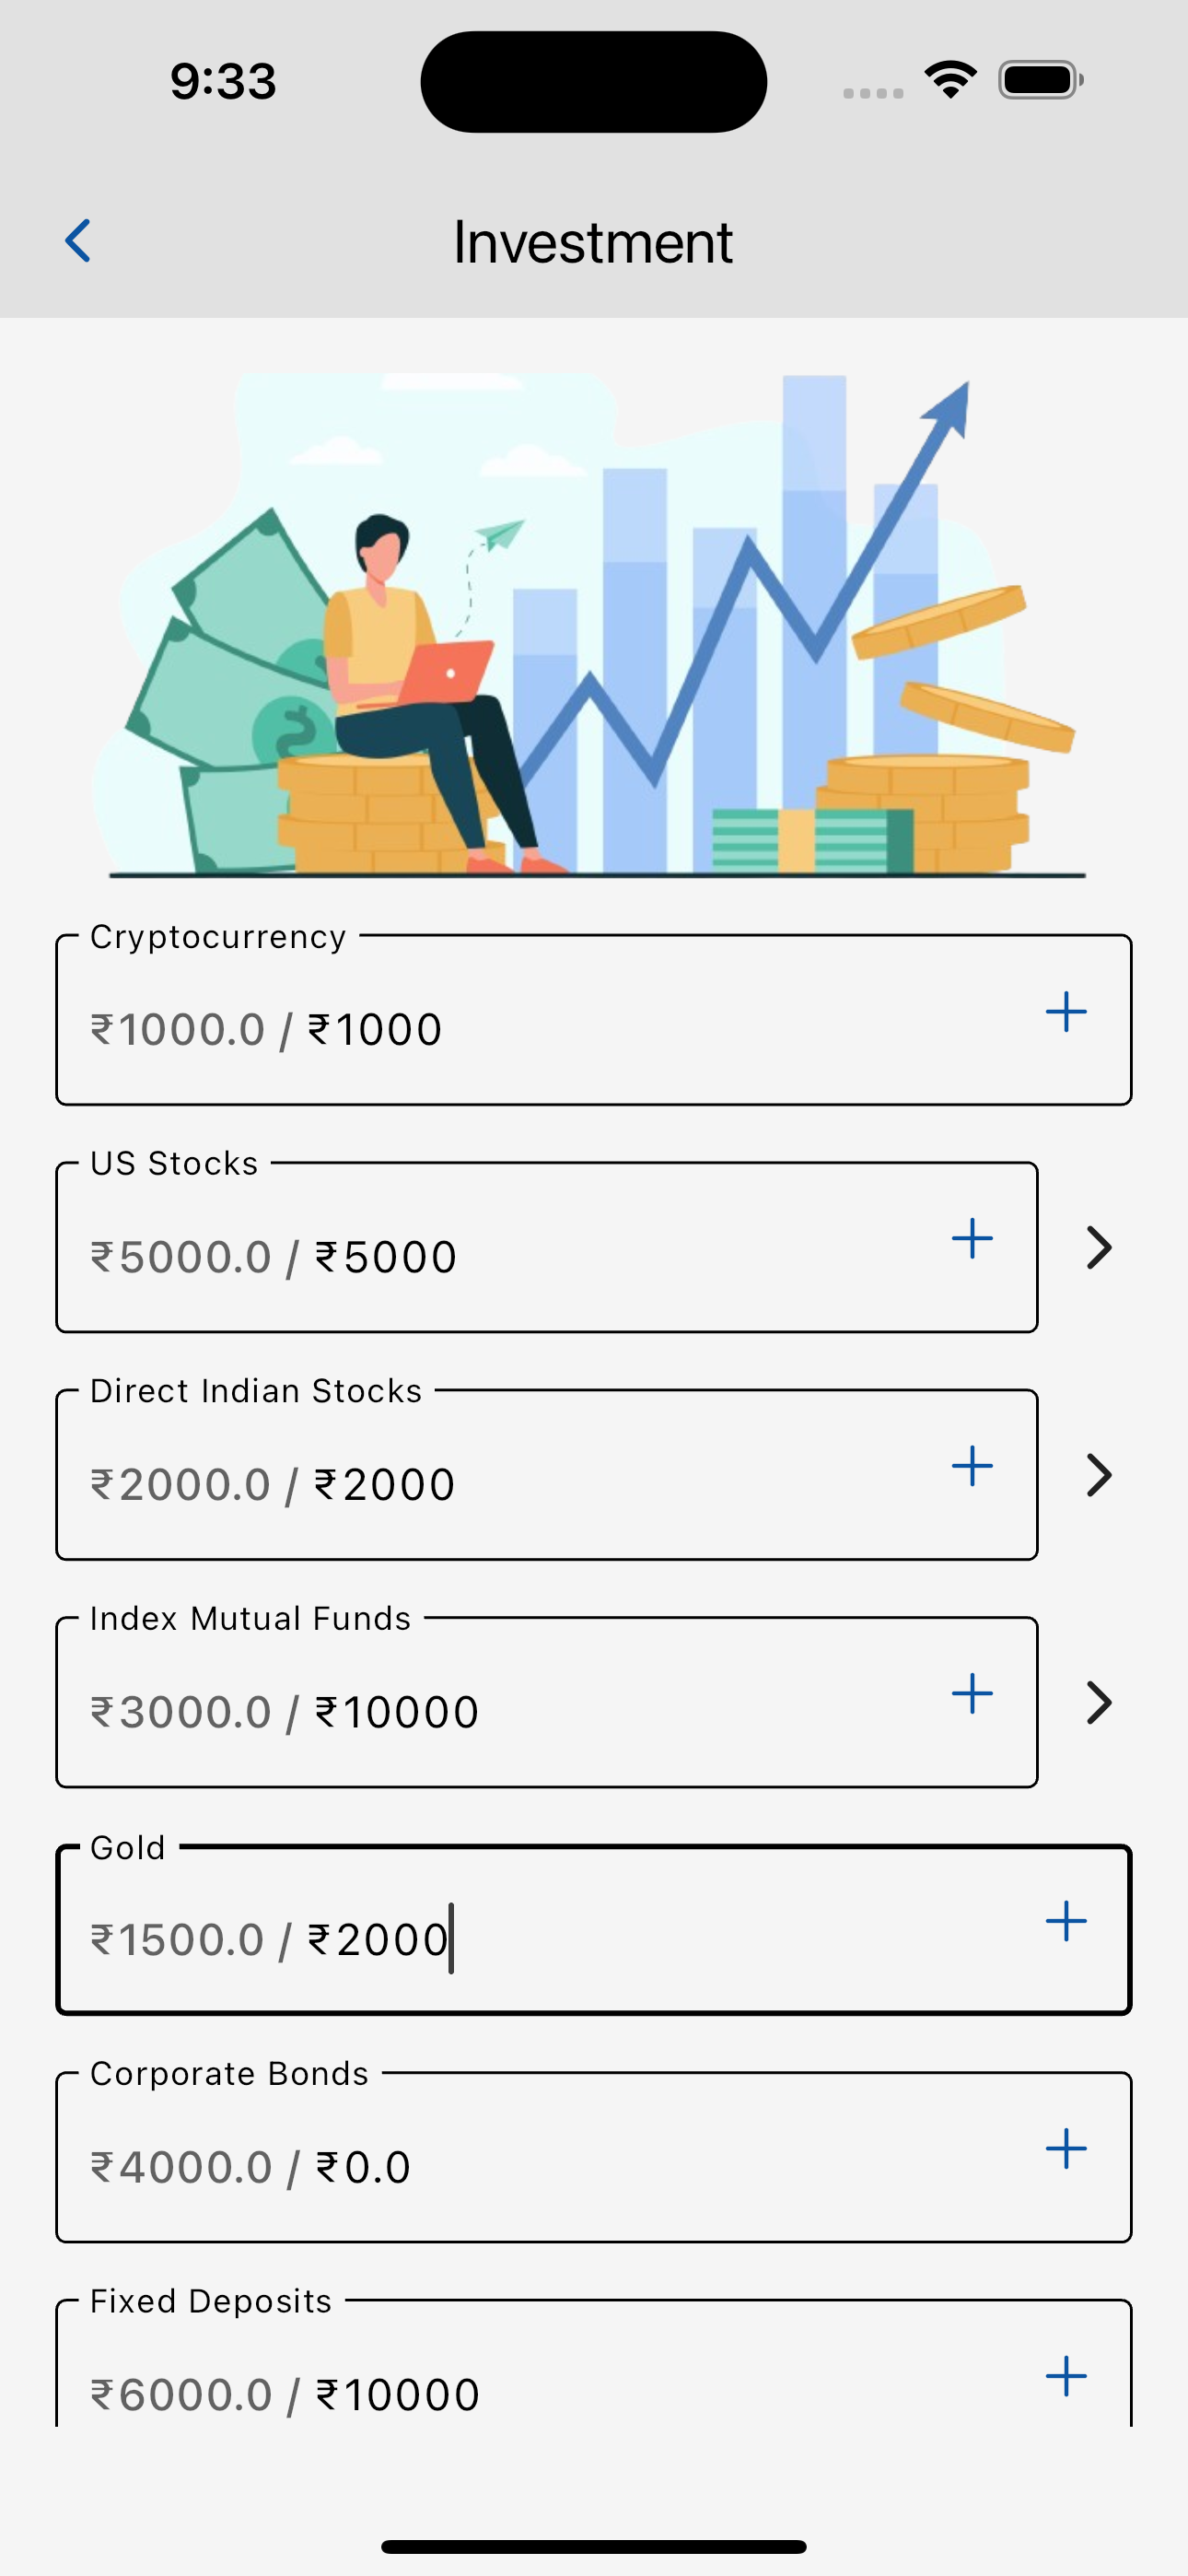 9:33
Investment
Cryptocurrency
₹1000.0 / ₹1000
US Stocks
₹5000.0 / ₹5000
Direct Indian Stocks
₹2000.0 / ₹2000
Index Mutual Funds
₹3000.0 / ₹10000
Gold
₹1500.0 / ₹2000
Corporate Bonds
₹4000.0 / ₹0.0
Fixed Deposits
₹6000.0 / ₹10000